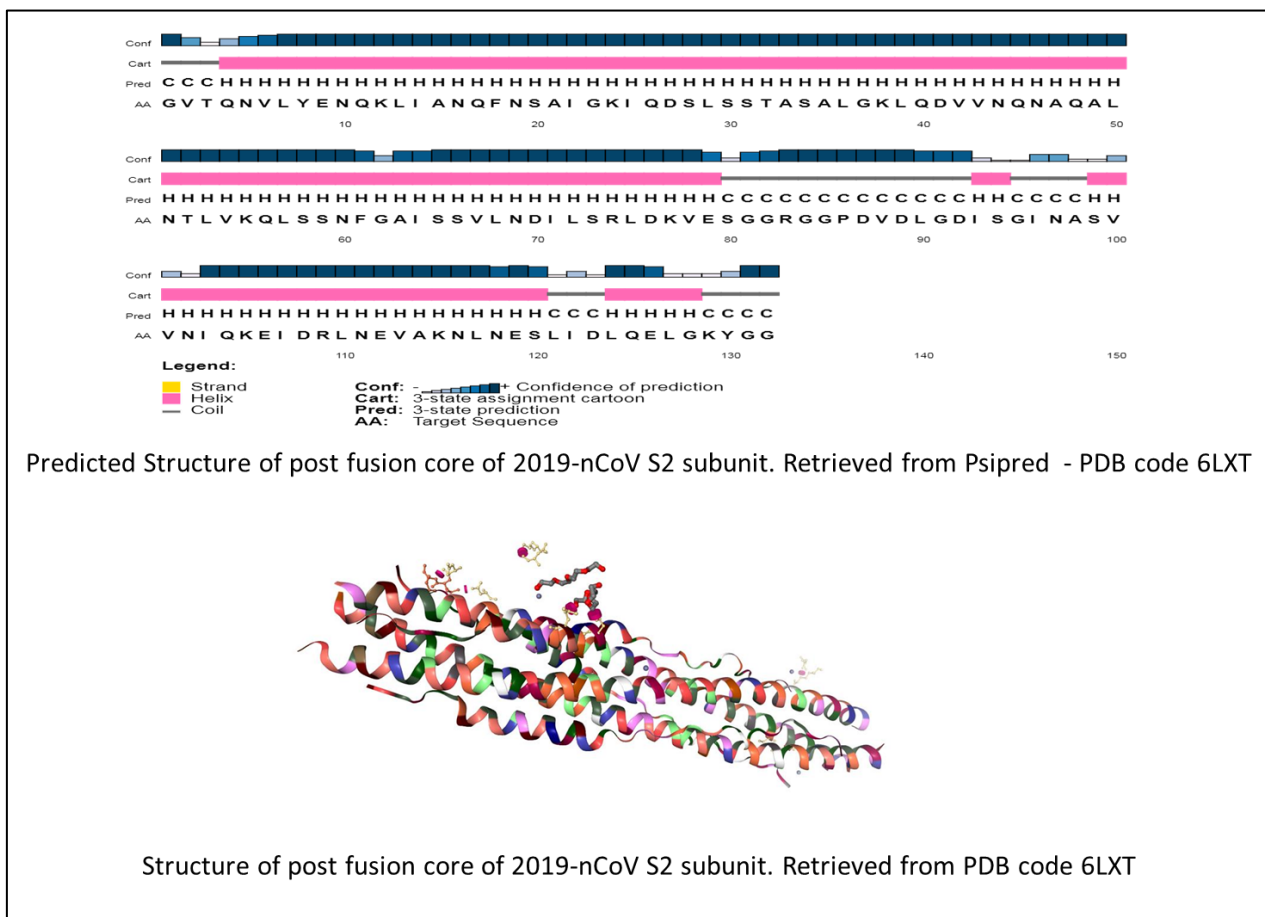 Conf
Cart
Pred C C C H H H H H H H H H H H H H H H H H H H H H H H H H H H H H H H H H H H H H H H H H H H H H H H
AA G V T Q N V L Y E N Q K L I A N Q F N S A I G K I Q D S L S S T A S A L G K L Q D V V N Q N A Q A L
10 20 30 40 50
Conf
Cart
Pred H H H H H H H H H H H H H H H H H H H H H H H H H H H H H C C C C C C C C C C C C C H H C C C C H H
AA N T L V K Q L S S N F G A I S S V L N D I L S R L D K V E S G G R G G P D V D L G D I S G I N A S V
60 70 80 90 100
Conf
Cart
Pred H H H H H H H H H H H H H H H H H H H H C C C H H H H H C C C C
AA V N I Q K E I D R L N E V A K N L N E S L I D L Q E L G K Y G G
110 120 130 140 150
Legend:
Strand Conf: - + Confidence of prediction
Helix Cart: 3-state assignment cartoon
Coil Pred: 3-state prediction
AA: Target Sequence
Predicted Structure of post fusion core of 2019-nCoV S2 subunit. Retrieved from Psipred - PDB code 6LXT
Structure of post fusion core of 2019-nCoV S2 subunit. Retrieved from PDB code 6LXT